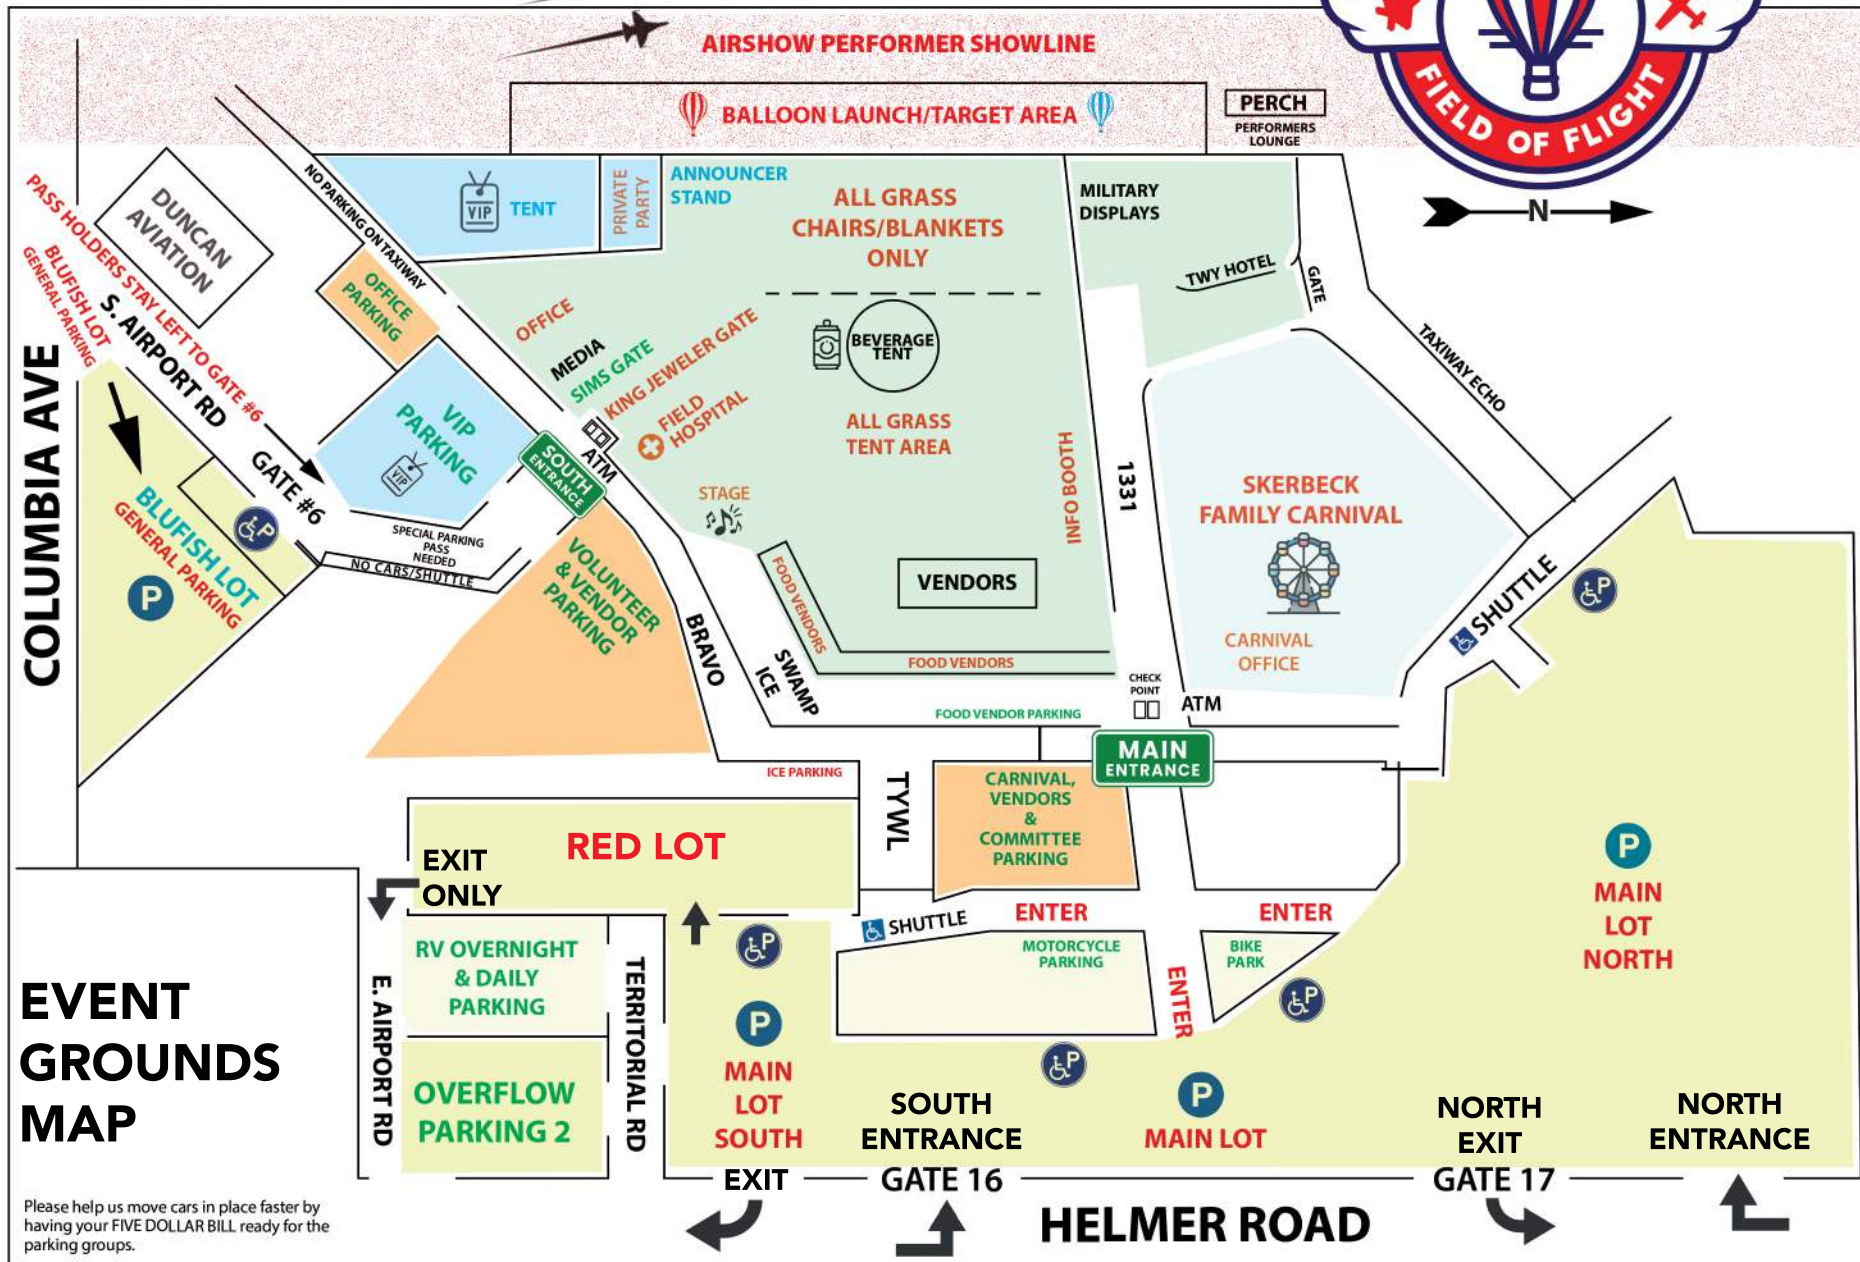 AIRSHOW PERFORMER SHOWLINE
BALLOON LAUNCH/TARGET AREA
PERCH
PERFORMERS
LOUNGE
FIELD OF FLIGHT
N
COLUMBIA AVE
PASS HOLDERS STAY LEFT TO GATE #6
BLUFISH LOT
GENERAL PARKING
S. AIRPORT RD
DUNCAN
AVIATION
NO PARKING ON TAXIWAY
OFFICE
PARKING
VIP
TENT
PRIVATE
PARTY
ANNOUNCER
STAND
ALL GRASS
CHAIRS/BLANKETS
ONLY
MILITARY
DISPLAYS
TWY HOTEL
GATE
TAXIWAY ECHO
OFFICE
MEDIA
SIMS GATE
KING JEWELER GATE
FIELD
HOSPITAL
BEVERAGE
TENT
ALL GRASS
TENT AREA
INFO BOOTH
1331
VIP
PARKING
VIP
SOUTH
ENTRANCE
ATM
GATE #6
SPECIAL PARKING
PASS
NEEDED
NO CARS/SHUTTLE
STAGE
SKERBECK
FAMILY CARNIVAL
CARNIVAL
OFFICE
BLUFISH LOT
GENERAL PARKING
P
P
VOLUNTEER
& VENDOR
PARKING
BRAVO
FOOD VENDORS
VENDORS
FOOD VENDORS
SWAMP
ICE
SHUTTLE
P
CHECK
POINT
ATM
FOOD VENDOR PARKING
MAIN
ENTRANCE
ICE PARKING
TYWL
CARNIVAL,
VENDORS
&
COMMITTEE
PARKING
RED LOT
EXIT
ONLY
P
MAIN
LOT
NORTH
SHUTTLE
ENTER
ENTER
MOTORCYCLE
PARKING
BIKE
PARK
ENTER
RV OVERNIGHT
& DAILY
PARKING
P
P
P
P
MAIN
LOT
SOUTH
E. AIRPORT RD
TERRITORIAL RD
OVERFLOW
PARKING 2
EVENT
GROUNDS
MAP
SOUTH
ENTRANCE
P
MAIN LOT
NORTH
EXIT
NORTH
ENTRANCE
EXIT
GATE 16
GATE 17
HELMER ROAD
Please help us move cars in place faster by
having your FIVE DOLLAR BILL ready for the
parking groups.